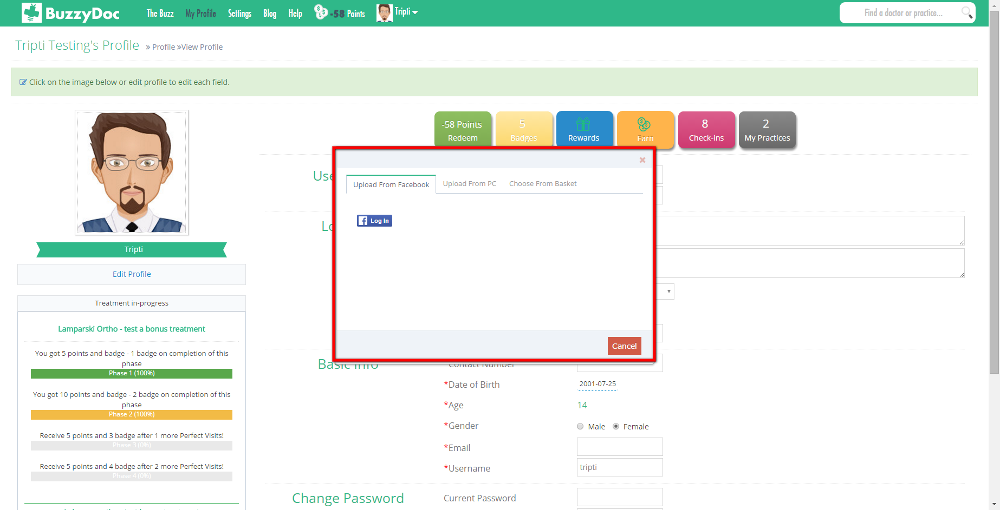 BuzzyDoc
The Buzz My Profile Settings Blog Help -58 Points Tripti
Find a doctor or practice...
Tripti Testing's Profile » Profile »View Profile
Click on the image below or edit profile to edit each field.
-58 Points
Redeem
5
Badges
Rewards
Earn
8
Check-ins
2
My Practices
Tripti
Edit Profile
Treatment in-progress
Lamparski Ortho - test a bonus treatment
You got 5 points and badge - 1 badge on completion of this
phase
Phase 1 (100%)
You got 10 points and badge - 2 badge on completion of this
phase
Phase 2 (100%)
Receive 5 points and 3 badge after 1 more Perfect Visits!
Phase 3 (0%)
Receive 5 points and 4 badge after 2 more Perfect Visits!
Phase 4 (0%)
Use
Lo
Upload From Facebook Upload From PC Choose From Basket
f Log In
Cancel
Basic Info
Contact Number
*Date of Birth 2001-07-25
*Age 14
*Gender Male Female
*Email
*Username tripti
Change Password Current Password